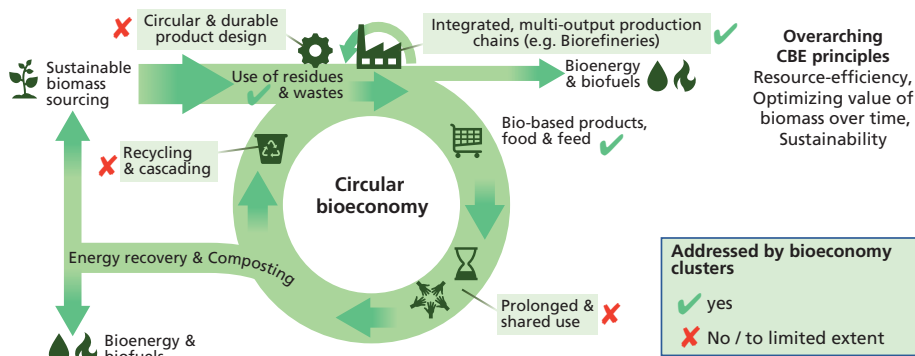 Circular & durable
product design
Integrated, multi-output production
chains (e.g. Biorefineries)
Overarching
CBE principles
Resource-efficiency,
Optimizing value of
biomass over time,
Sustainability
Sustainable
biomass
sourcing
Use of residues
& wastes
Bioenergy
& biofuels
Bio-based products,
food & feed
Recycling
& cascading
Circular
bioeconomy
Energy recovery & Composting
Prolonged &
shared use
Addressed by bioeconomy
clusters
yes
No / to limited extent
Bioenergy &
biofuels